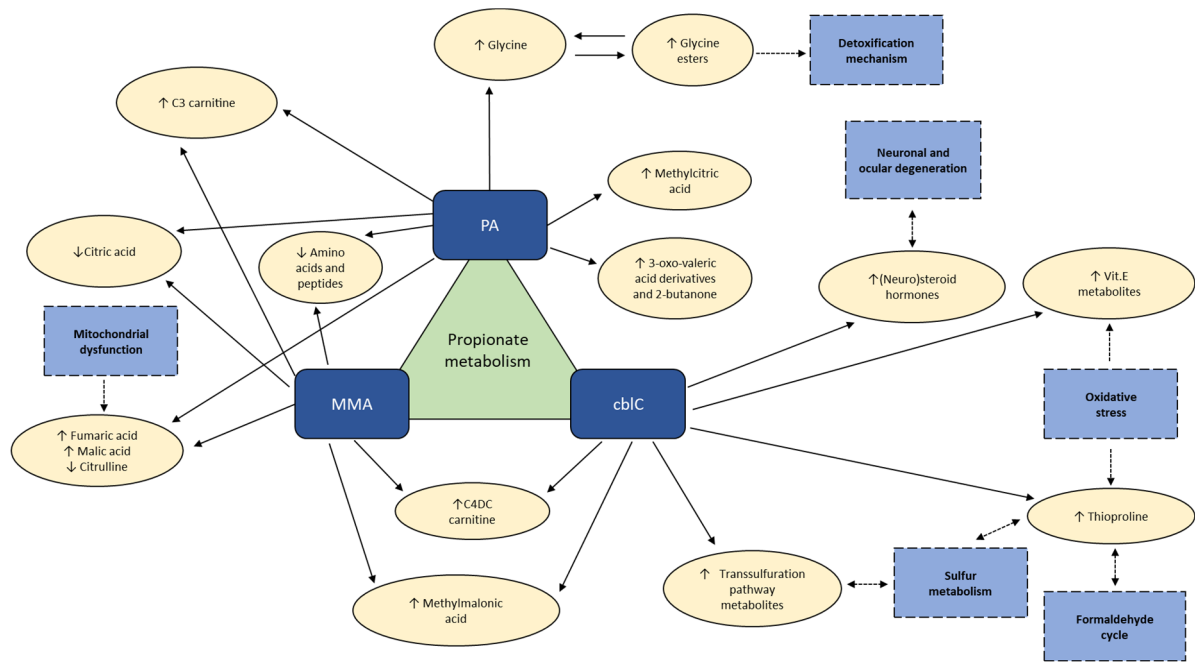 ↑ Glycine
↑ Glycine
esters
Detoxification
mechanism
↑ C3 carnitine
Neuronal and
ocular degeneration
↑ Methylcitric
acid
PA
↓Citric acid
↓ Amino
acids and
peptides
↑ 3-oxo-valeric
acid derivatives
and 2-butanone
↑(Neuro)steroid
hormones
↑ Vit.E
metabolites
Mitochondrial
dysfunction
Propionate
metabolism
MMA
cblC
Oxidative
stress
↑ Fumaric acid
↑ Malic acid
↓ Citrulline
↑C4DC
carnitine
↑ Thioproline
↑ Transsulfuration
pathway
metabolites
Sulfur
metabolism
↑ Methylmalonic
acid
Formaldehyde
cycle